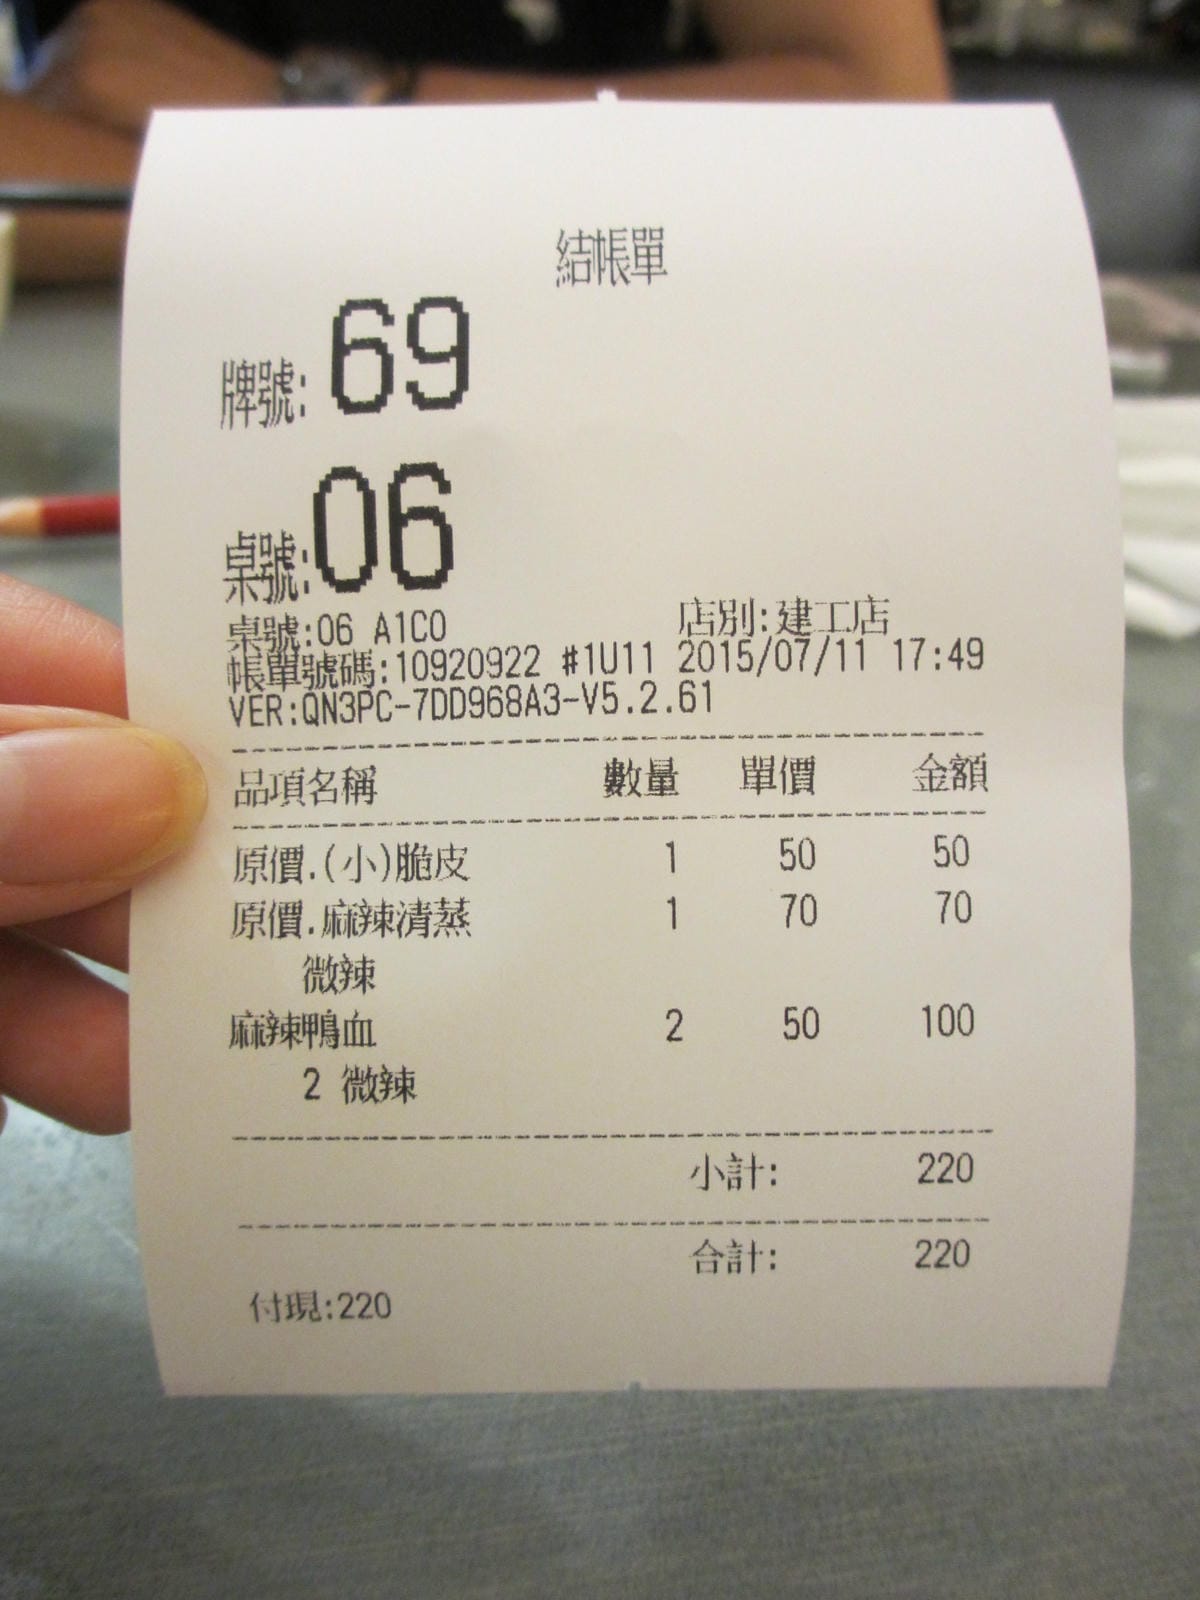 結帳單
牌號: 69
桌號:06
桌號:06 A1C0 店別:建工店
帳單號碼:10920922 #1U11 2015/07/11 17:49
VER:QN3PC-7DD968A3-V5.2.61
品項名稱 數量 單價 金額
原價.(小)脆皮 1 50 50
原價.麻辣清蒸 1 70 70
微辣
麻辣鴨血 2 50 100
2 微辣
小計: 220
合計: 220
付現:220